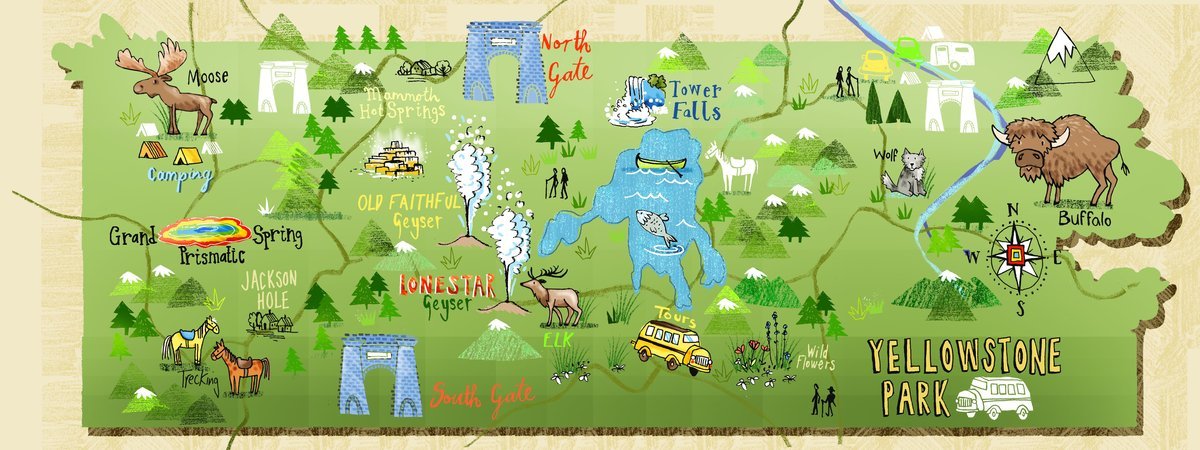 Moose
Camping
Mammoth
Hot Springs
North
Gate
Tower
Falls
Wolf
Buffalo
OLD FAITHFUL
Geyser
Grand
Prismatic
Spring
JACKSON
HOLE
LONESTAR
Geyser
ELK
Trecking
South Gate
Tours
Wild
Flowers
N
W
E
S
YELLOWSTONE
PARK